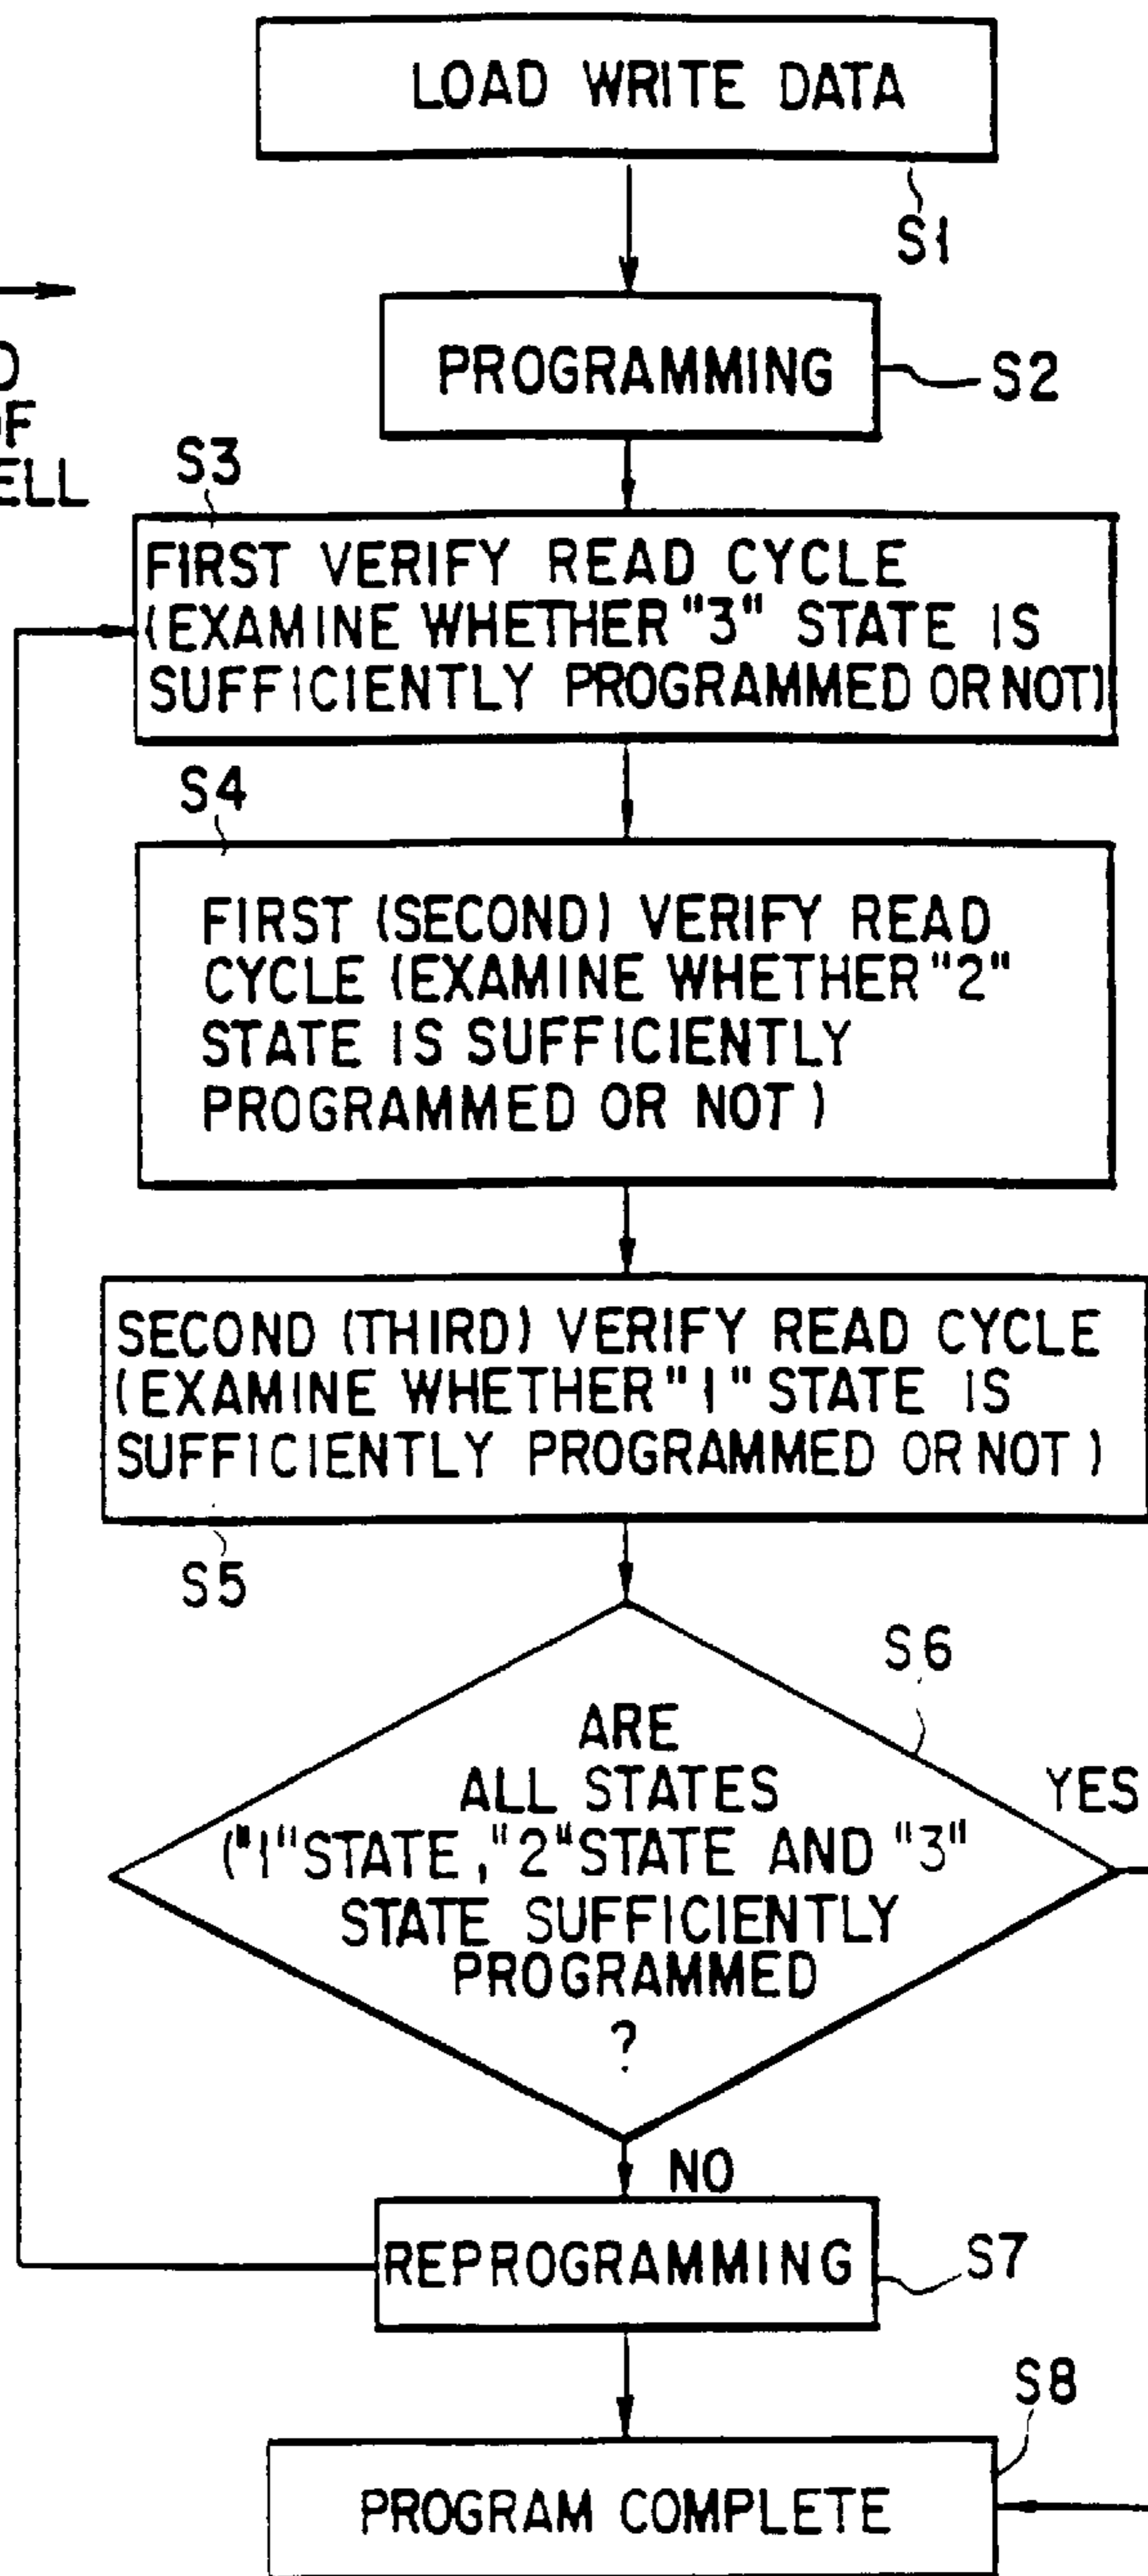 LOAD WRITE DATA
S1
PROGRAMMING
S2
ELL
S3
FIRST VERIFY READ CYCLE
(EXAMINE WHETHER "3" STATE IS
SUFFICIENTLY PROGRAMMED OR NOT)
S4
FIRST (SECOND) VERIFY READ
CYCLE (EXAMINE WHETHER "2"
STATE IS SUFFICIENTLY
PROGRAMMED OR NOT)
SECOND (THIRD) VERIFY READ CYCLE
(EXAMINE WHETHER "1" STATE IS
SUFFICIENTLY PROGRAMMED OR NOT)
S5
S6
ARE
ALL STATES
("1" STATE, "2" STATE AND "3"
STATE SUFFICIENTLY
PROGRAMMED
?
YES
NO
REPROGRAMMING
S7
S8
PROGRAM COMPLETE